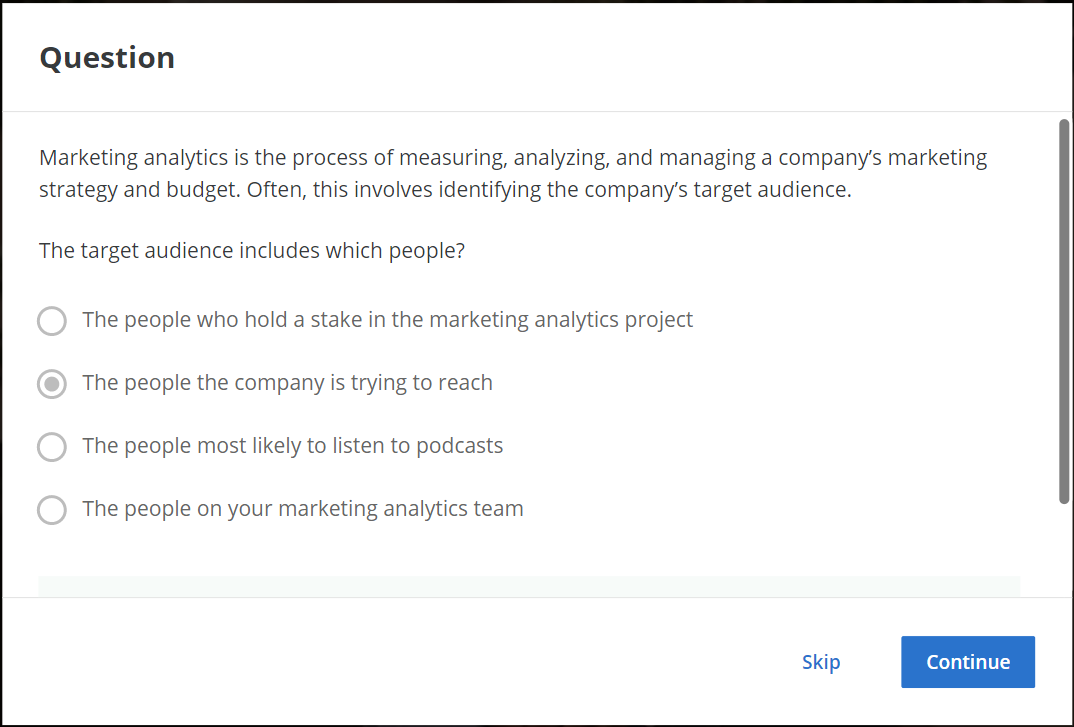 Question
Marketing analytics is the process of measuring, analyzing, and managing a company’s marketing
strategy and budget. Often, this involves identifying the company’s target audience.
The target audience includes which people?
The people who hold a stake in the marketing analytics project
The people the company is trying to reach
The people most likely to listen to podcasts
The people on your marketing analytics team
Skip
Continue